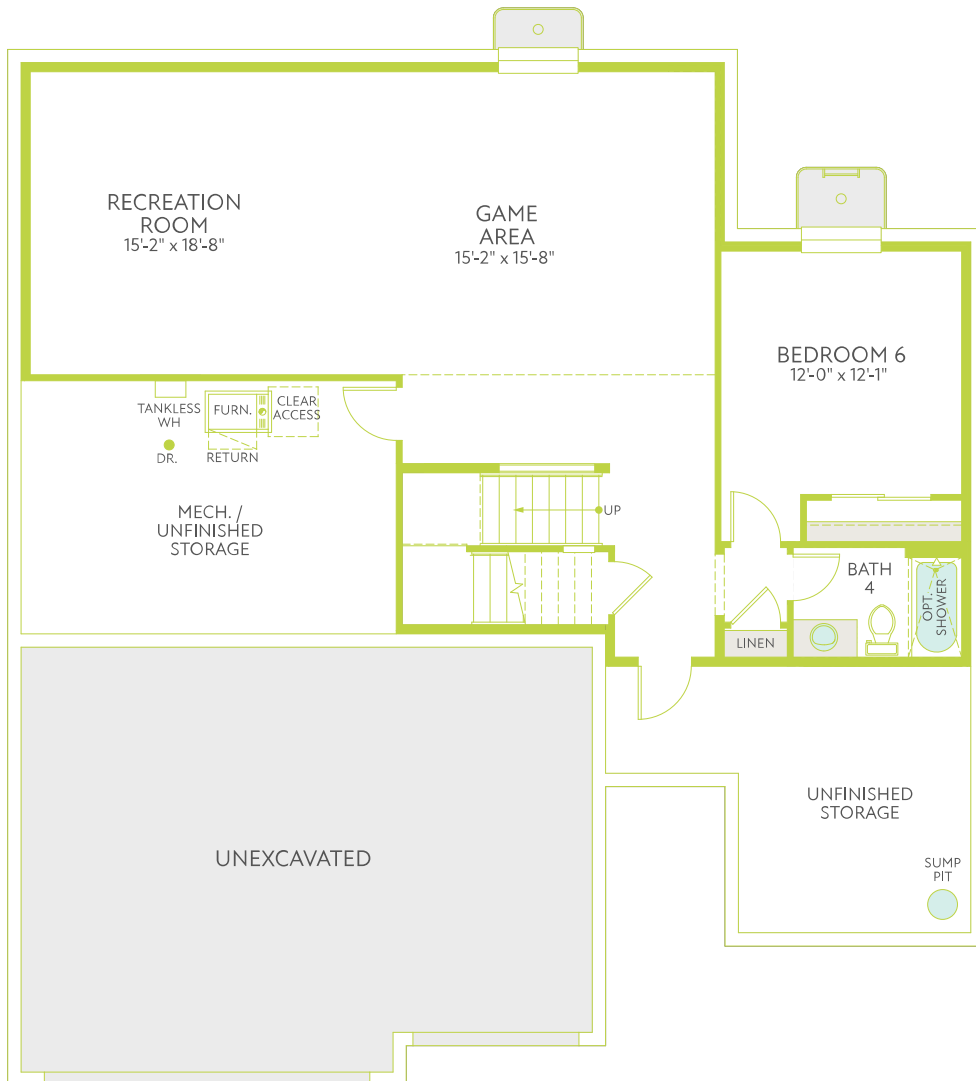 RECREATION
ROOM
15'-2" x 18'-8"
GAME
AREA
15'-2" x 15'-8"
BEDROOM 6
12'-0" x 12'-1"
TANKLESS
WH
FURN.
CLEAR
ACCESS
DR.
RETURN
MECH. /
UNFINISHED
STORAGE
UP
BATH
4
OPT.
SHOWER
LINEN
UNFINISHED
STORAGE
UNEXCAVATED
SUMP
PIT